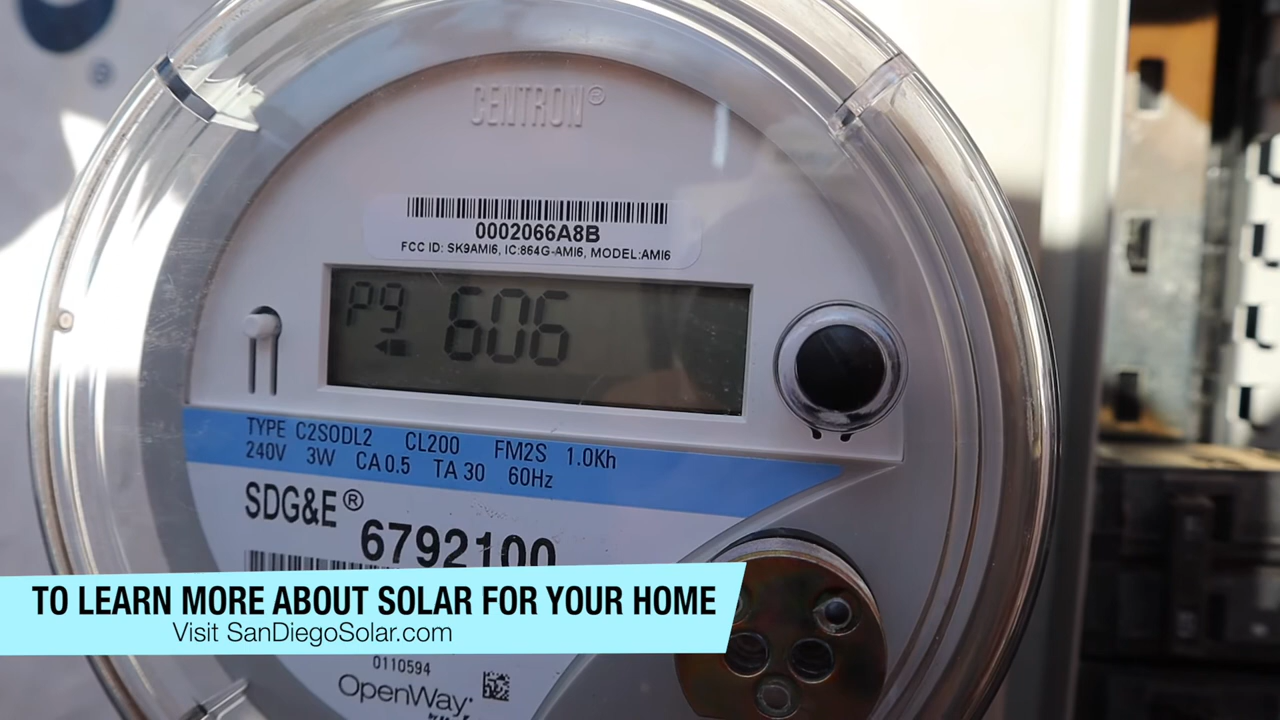 CENTRON®
0002066A8B
FCC ID: SK9AMI6, IC:864G-AMI6, MODEL:AMI6
P9 606
TYPE C2SODL2 CL200 FM2S 1.0Kh
240V 3W CA 0.5 TA 30 60Hz
SDG&E®
6792100
TO LEARN MORE ABOUT SOLAR FOR YOUR HOME
Visit SanDiegoSolar.com
0110594
OpenWay